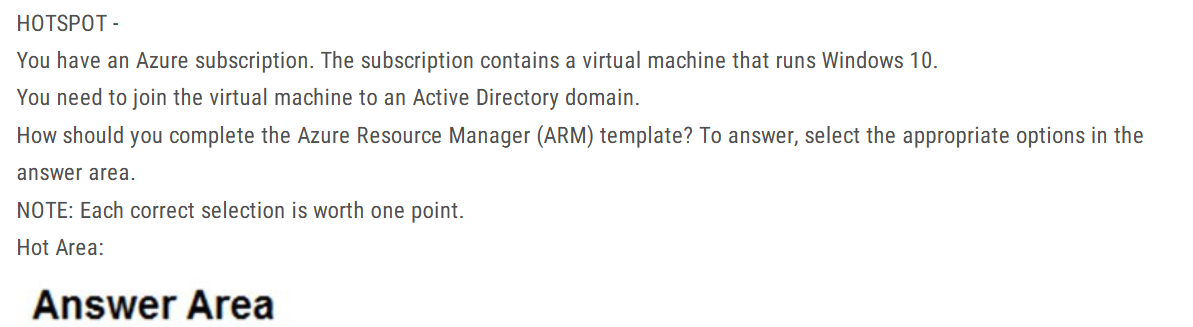 HOTSPOT -
You have an Azure subscription. The subscription contains a virtual machine that runs Windows 10.
You need to join the virtual machine to an Active Directory domain.
How should you complete the Azure Resource Manager (ARM) template? To answer, select the appropriate options in the
answer area.
NOTE: Each correct selection is worth one point.
Hot Area:
Answer Area